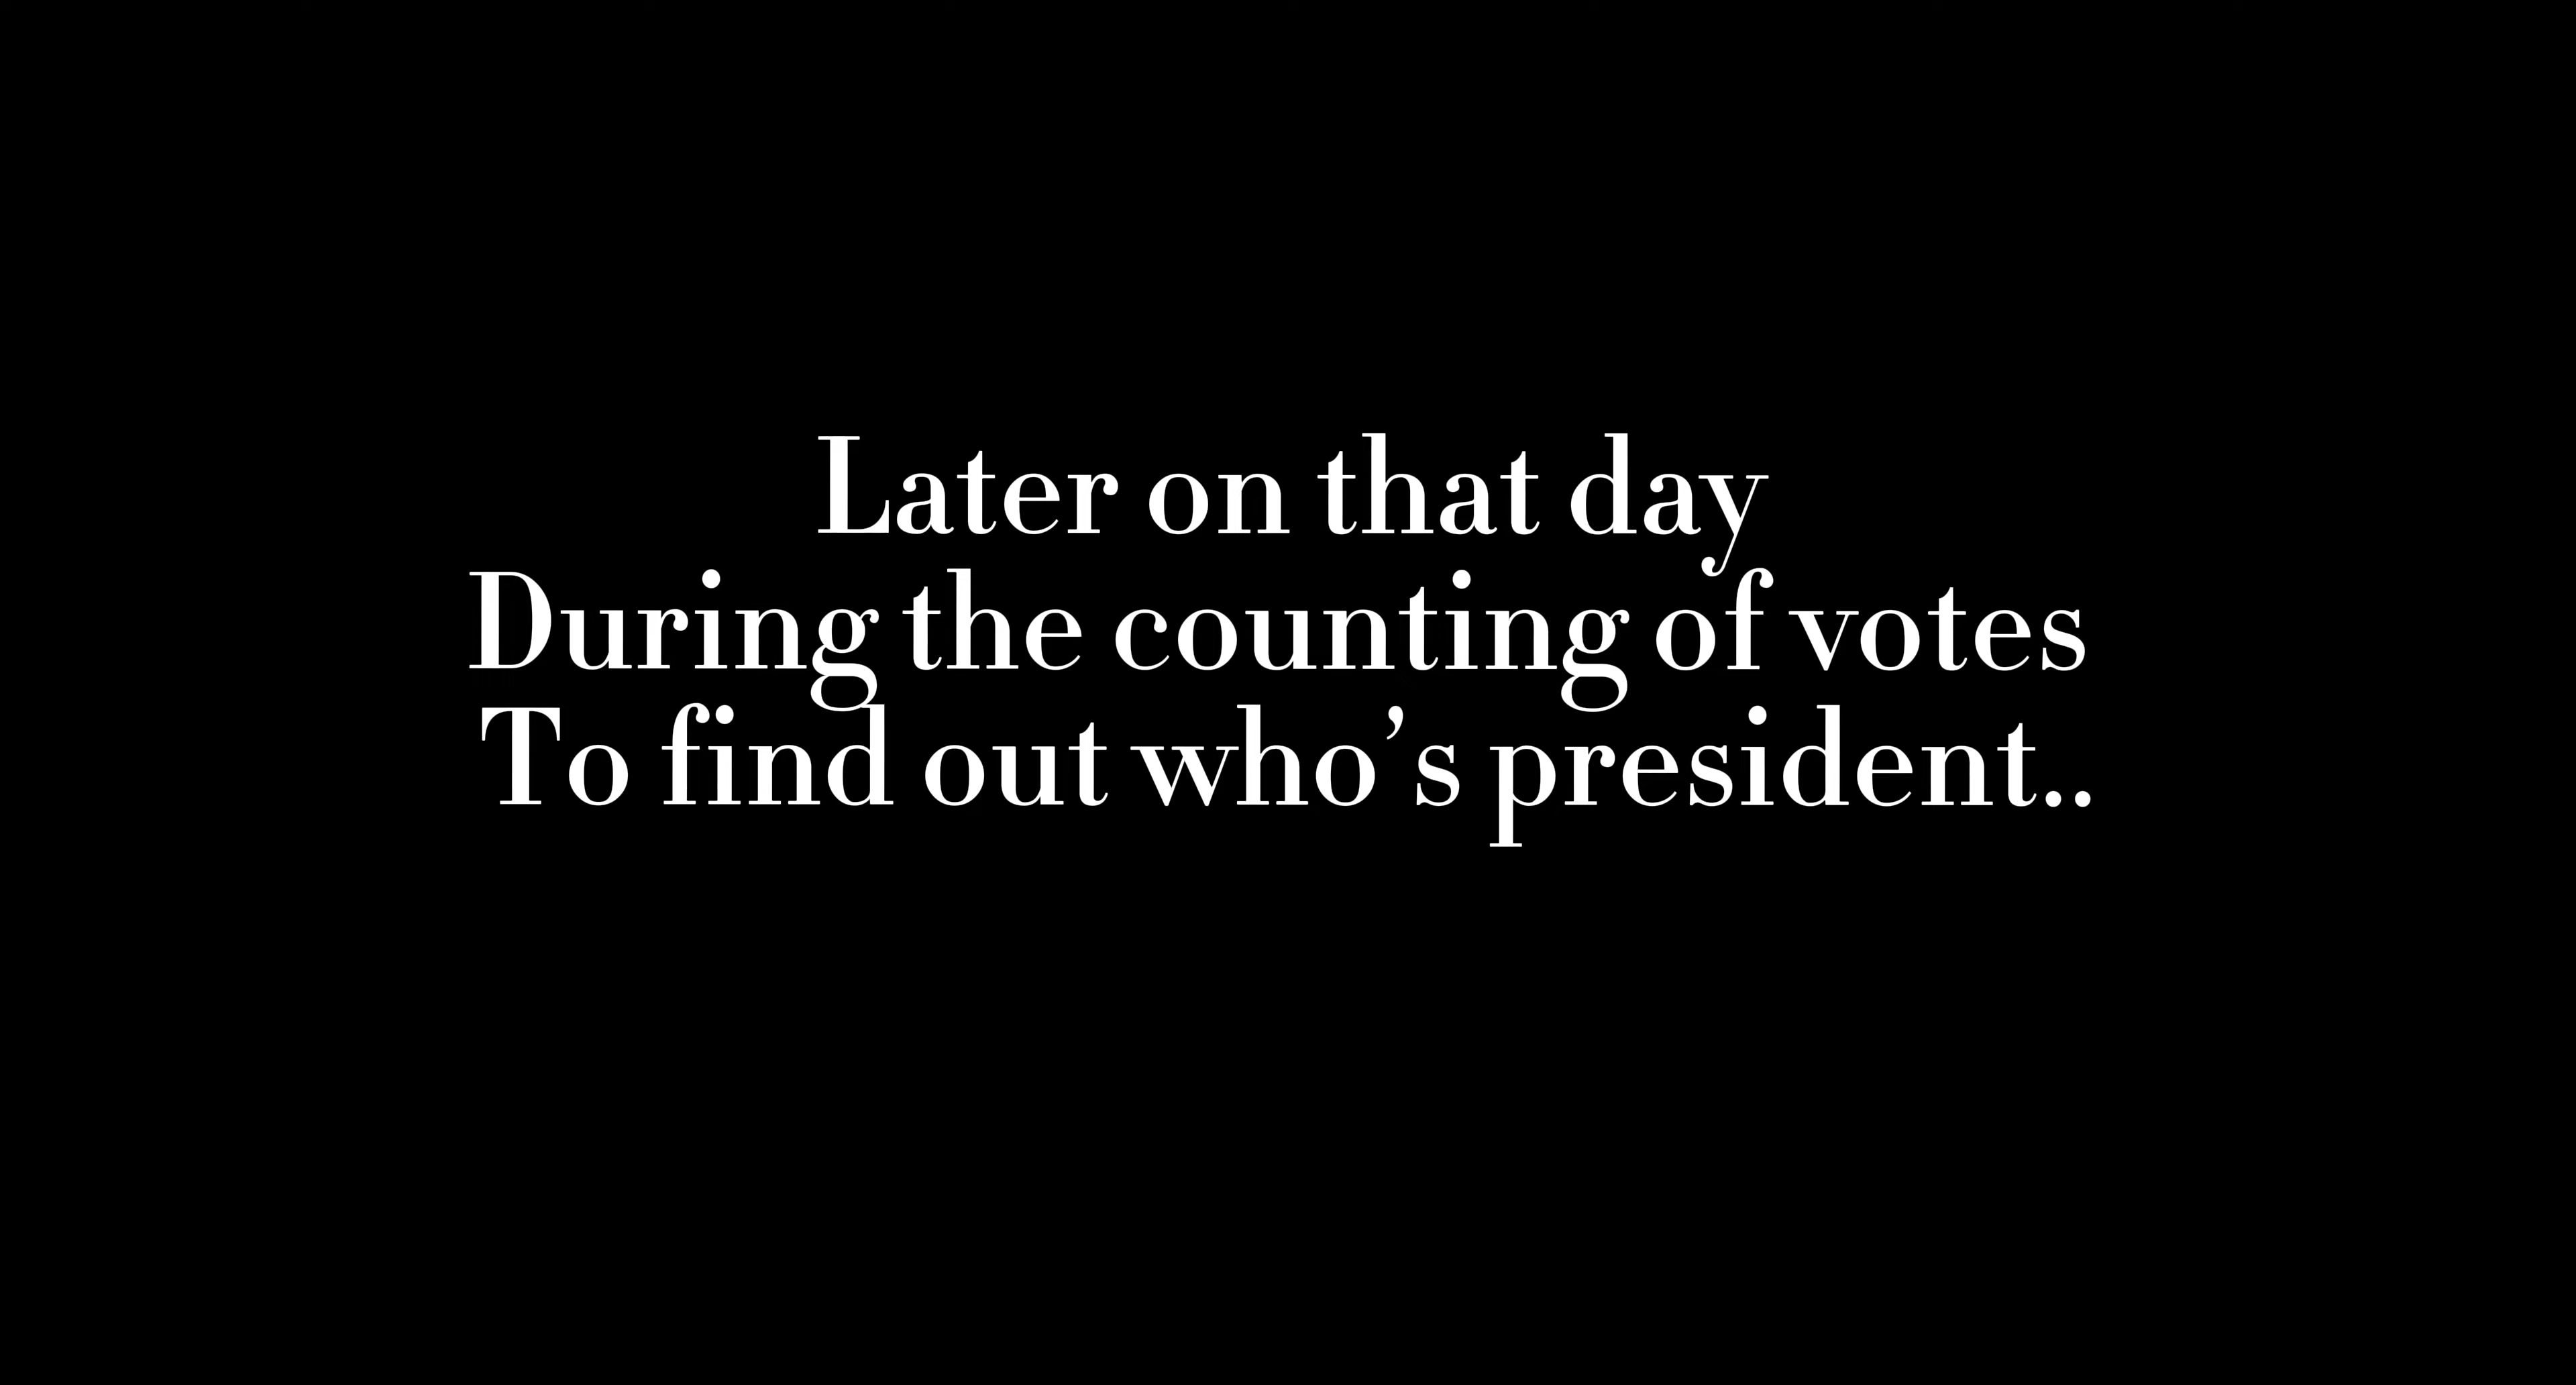 Later on that day
During the counting of votes
To find out who’s president..